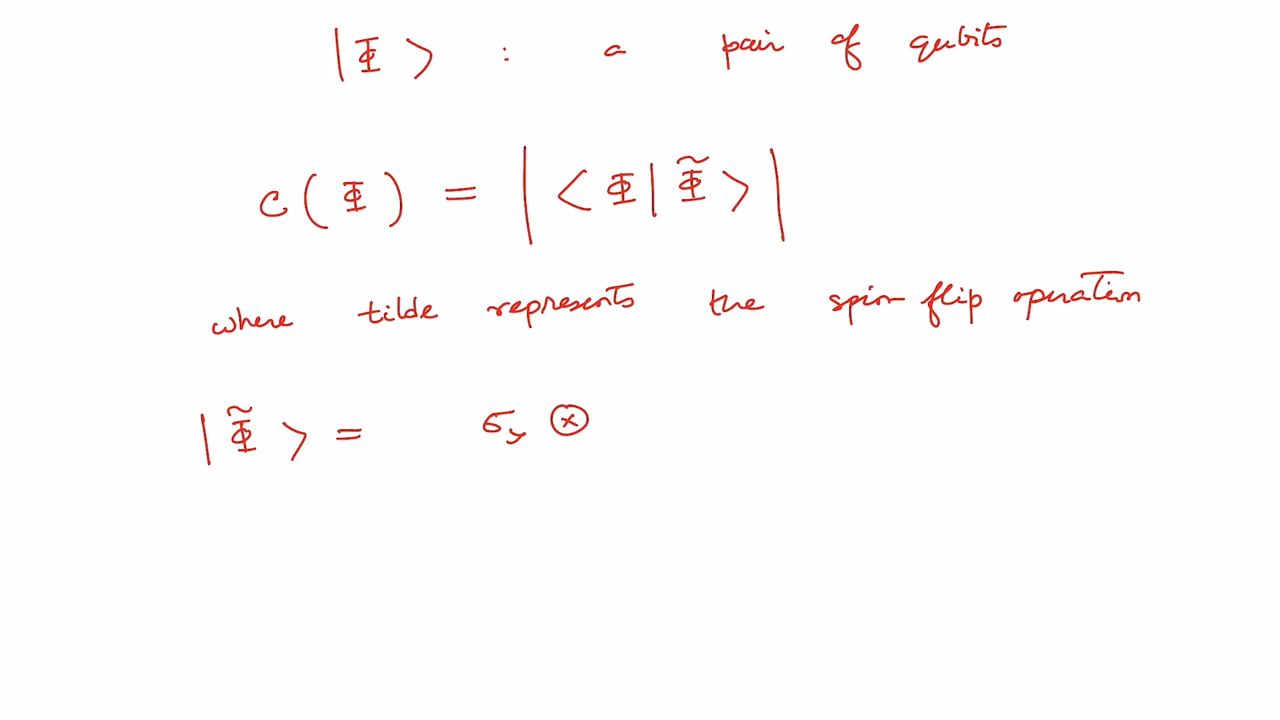 |Φ⟩ : a pair of qubits
c(Φ) = |⟨Φ|Φ̃⟩|
where tilde represents the spin flip operation
|Φ̃⟩ = σy ⊗